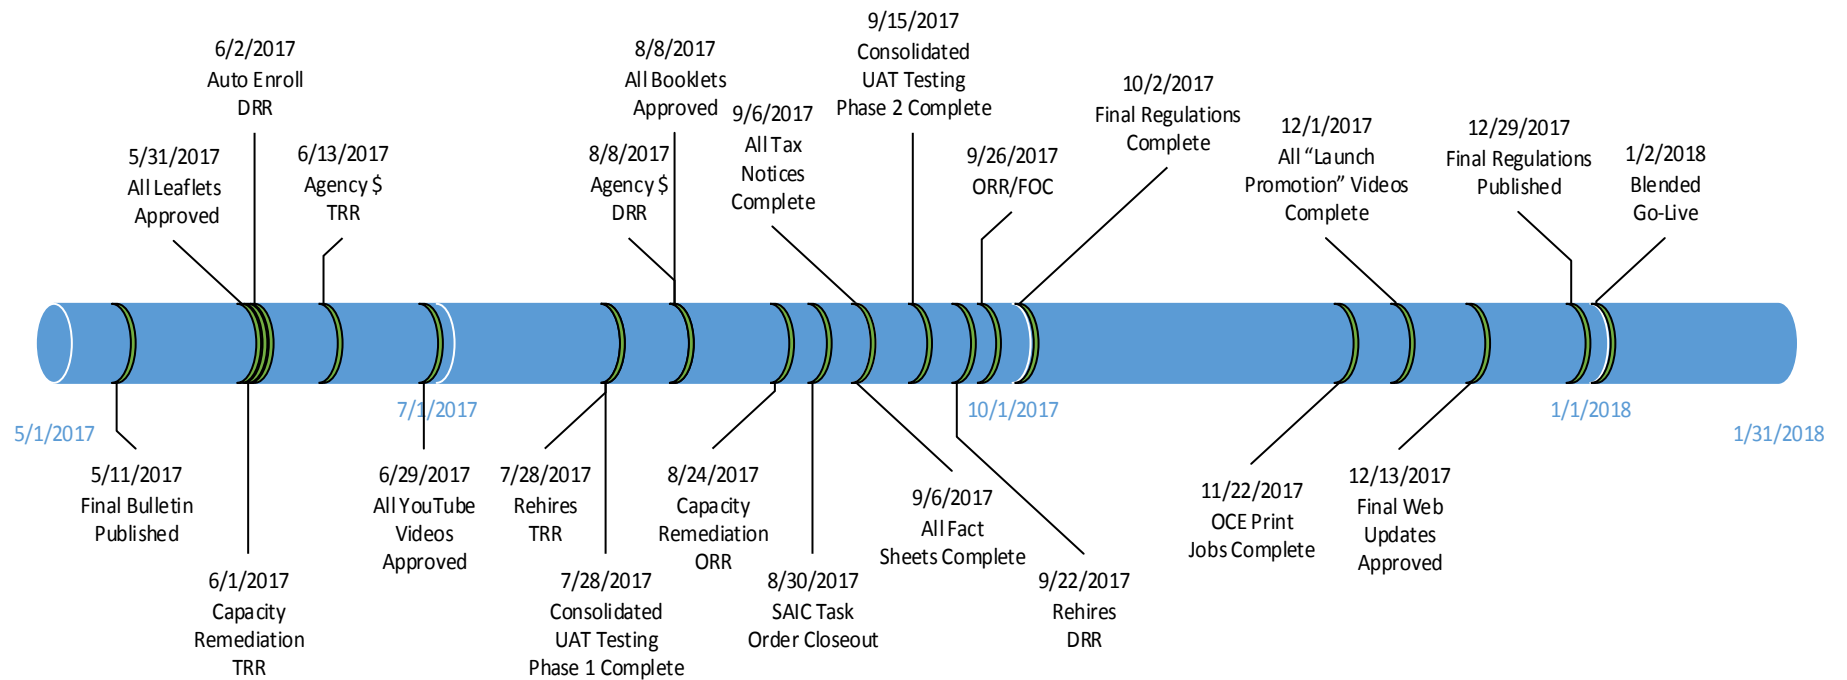 5/31/2017
All Leaflets
Approved
6/2/2017
Auto Enroll
DRR
6/13/2017
Agency $
TRR
8/8/2017
Agency $
DRR
8/8/2017
All Booklets
Approved
9/6/2017
All Tax
Notices
Complete
9/15/2017
Consolidated
UAT Testing
Phase 2 Complete
9/26/2017
ORR/FOC
10/2/2017
Final Regulations
Complete
12/1/2017
All “Launch
Promotion” Videos
Complete
12/29/2017
Final Regulations
Published
1/2/2018
Blended
Go-Live
5/1/2017
7/1/2017
10/1/2017
1/1/2018
1/31/2018
5/11/2017
Final Bulletin
Published
6/1/2017
Capacity
Remediation
TRR
6/29/2017
All YouTube
Videos
Approved
7/28/2017
Rehires
TRR
7/28/2017
Consolidated
UAT Testing
Phase 1 Complete
8/24/2017
Capacity
Remediation
ORR
8/30/2017
SAIC Task
Order Closeout
9/6/2017
All Fact
Sheets Complete
9/22/2017
Rehires
DRR
11/22/2017
OCE Print
Jobs Complete
12/13/2017
Final Web
Updates
Approved